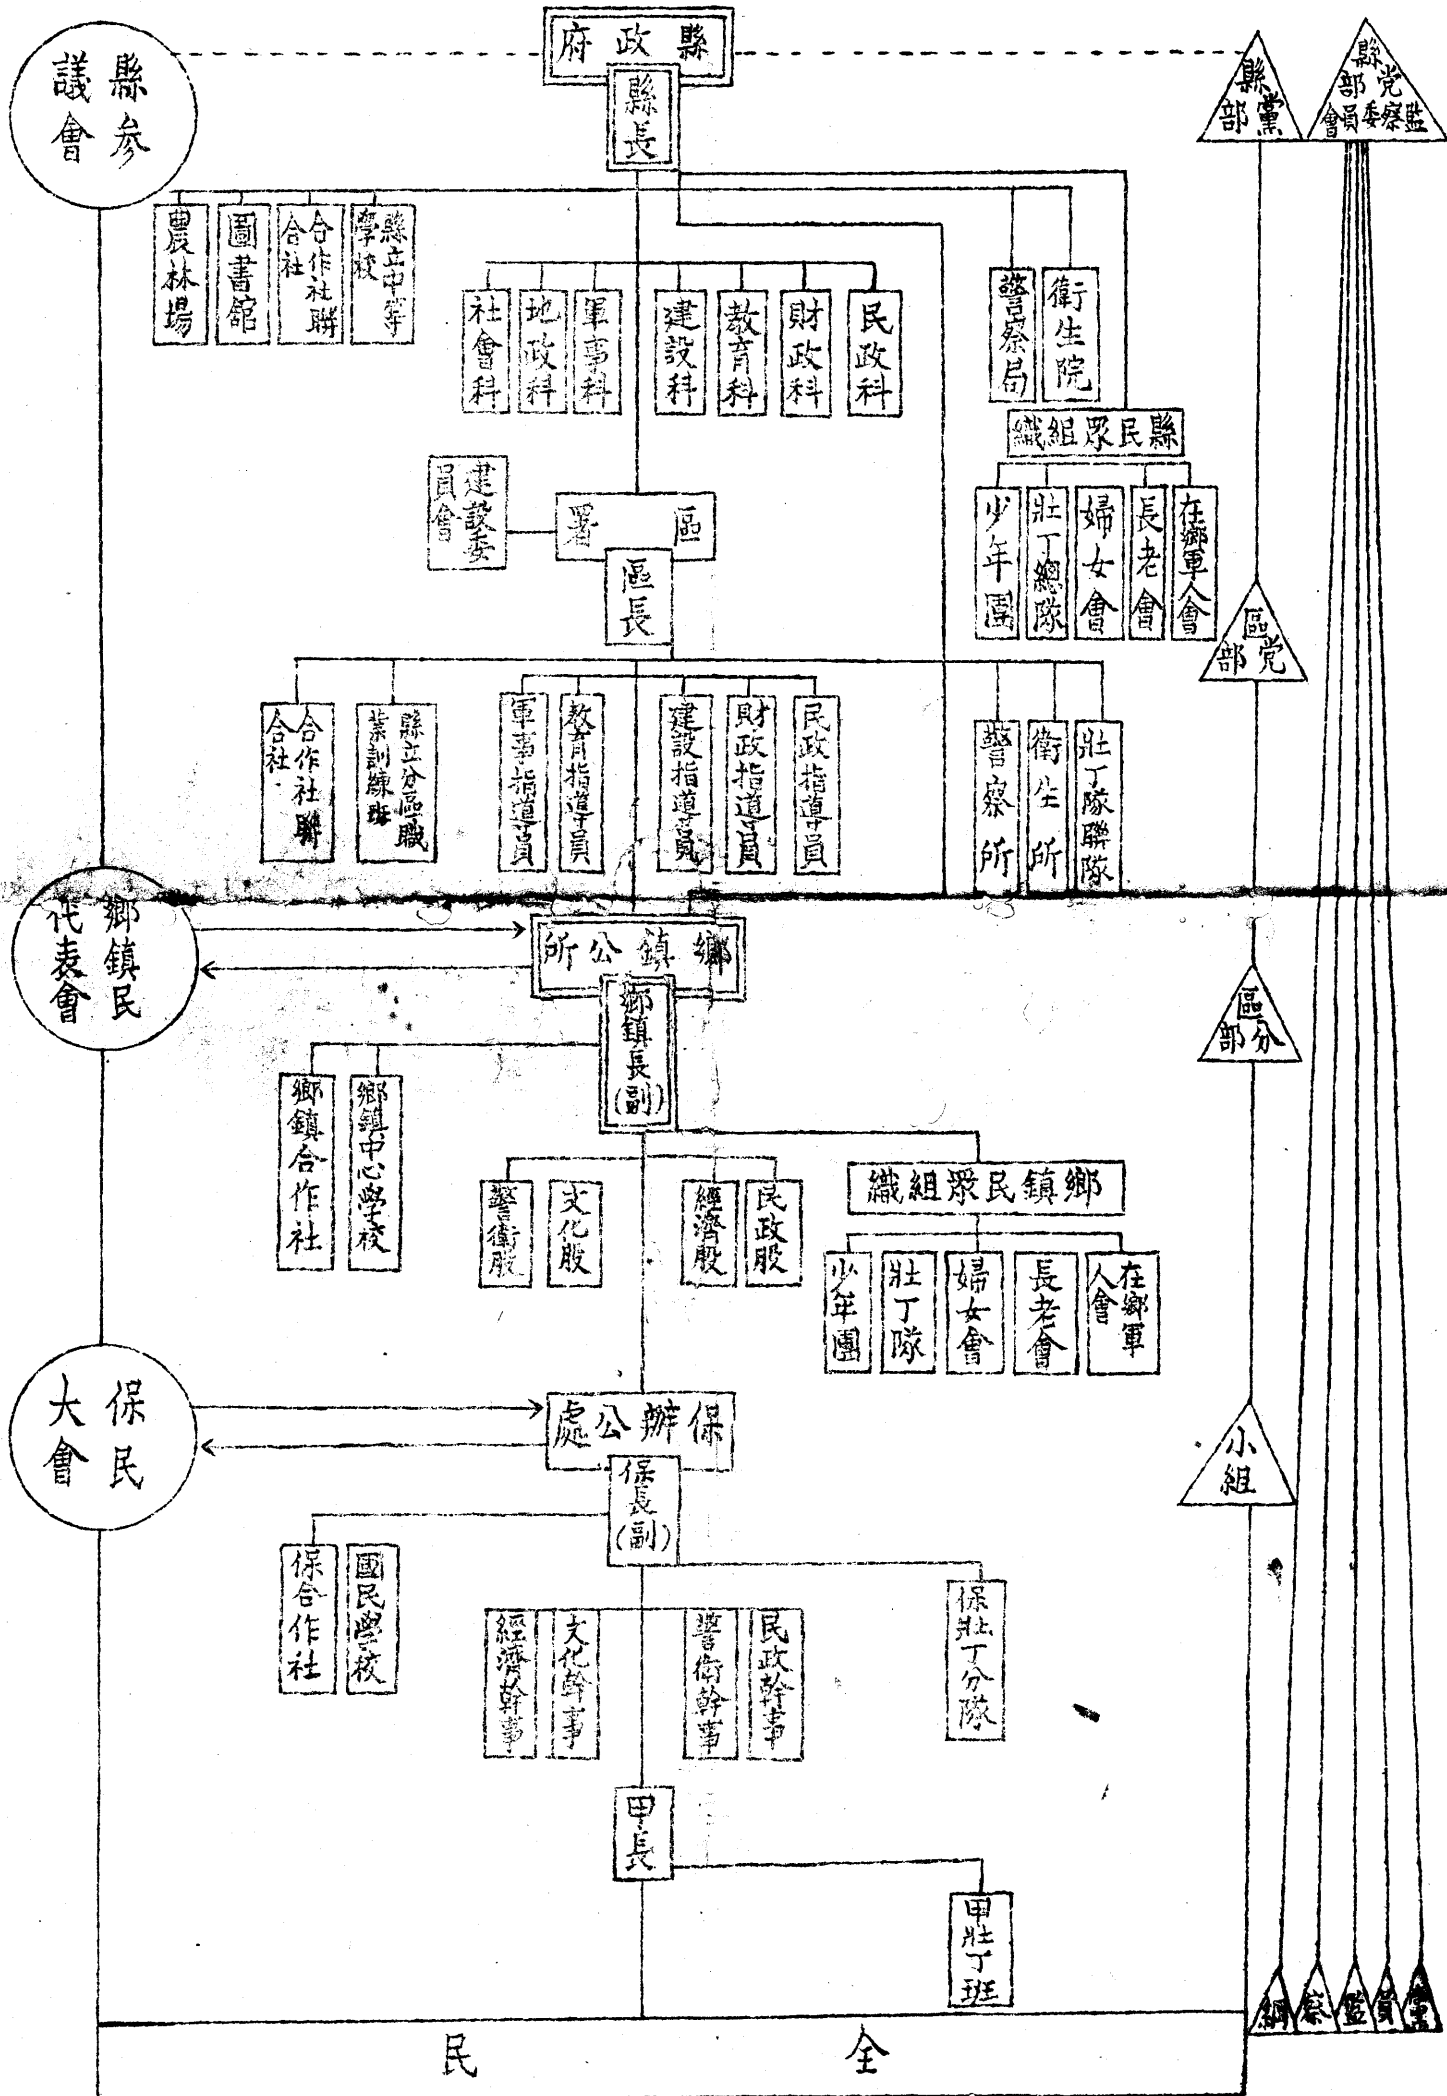 縣政府
縣長
縣參
議會
縣黨
部
縣党
部
監察委員會
縣立中等
學校
合作社聯
合社
圖書館
農林場
民政科
財政科
教育科
建設科
軍事科
地政科
社會科
衛生院
警察局
縣民眾組織
在鄉軍人會
長老會
婦女會
壯丁總隊
少年團
區署
建設委
員會
區長
區党
部
民政指導員
財政指導員
建設指導員
教育指導員
軍事指導員
縣立分區職
業訓練班
合作社聯
合社
壯丁隊聯隊
衛生所
警察所
鄉鎮民
代表會
鄉鎮公所
鄉鎮長(副)
區分
部
鄉鎮中心學校
鄉鎮合作社
民政股
經濟股
文化股
警衛股
鄉鎮民眾組織
在鄉軍
人會
長老會
婦女會
壯丁隊
少年團
保民
大會
保辦公處
保長(副)
小組
國民學校
保合作社
民政幹事
警衛幹事
文化幹事
經濟幹事
保壯丁分隊
甲長
甲壯丁班
黨員監察網
全民